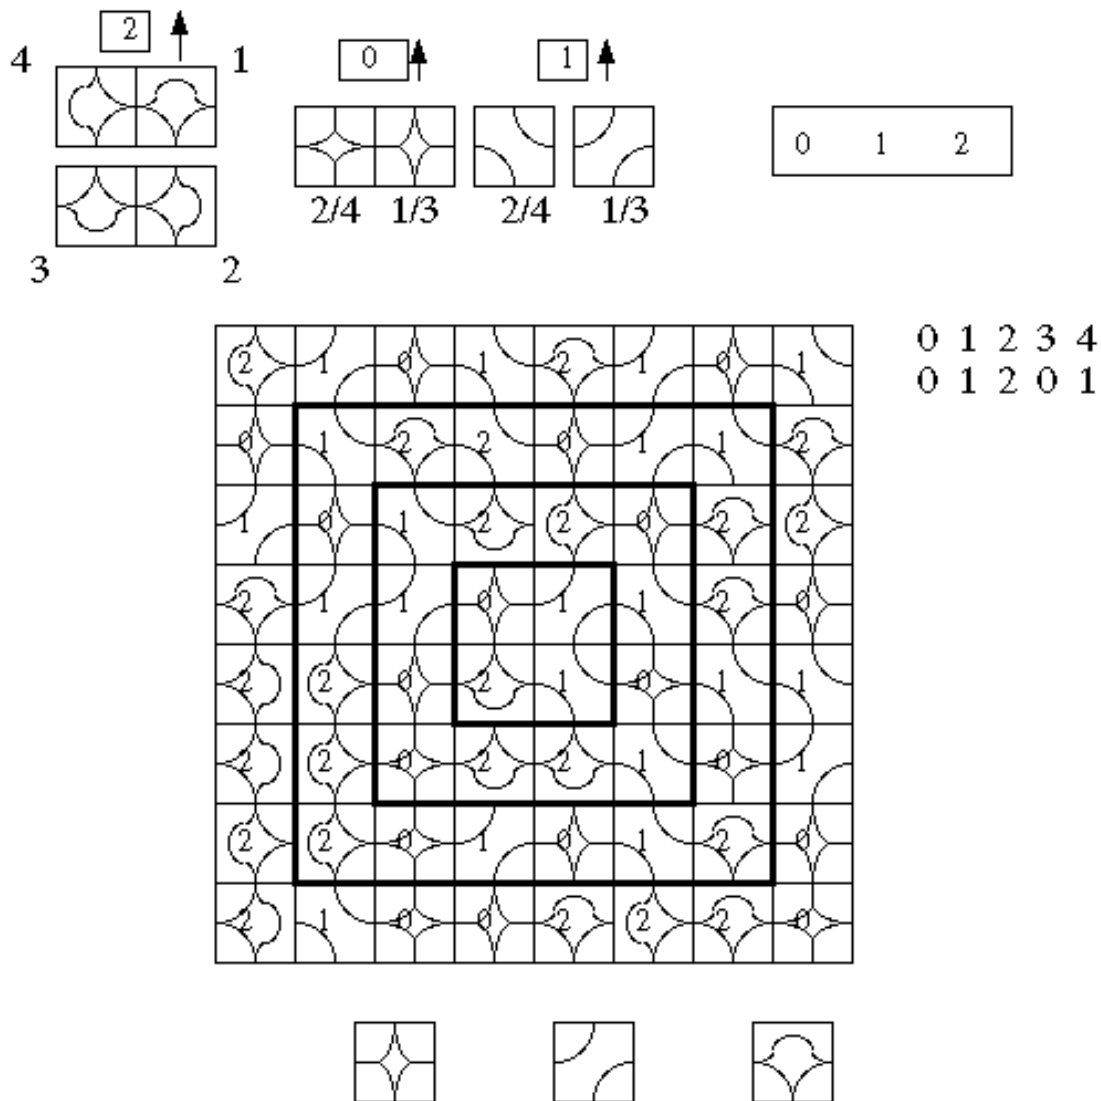 2
4 1
0 1
0 1 2
2/4 1/3 2/4 1/3
3 2
0 1 2 3 4
0 1 2 0 1
2 1 0 1 2 1 0 1
0 1 2 2 0 1 1 2
1 0 1 2 2 0 2 2
2 1 1 0 1 1 2 0
2 2 0 2 1 0 1 1
2 2 0 2 2 1 0 1
2 2 0 1 0 1 2 0
2 1 0 0 2 2 2 0